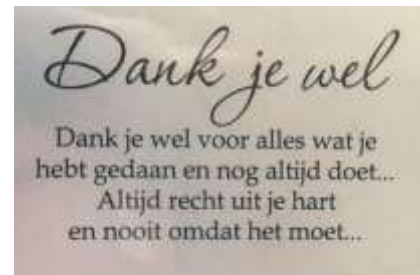 Dank je wel
Dank je wel voor alles wat je
hebt gedaan en nog altijd doet...
Altijd recht uit je hart
en nooit omdat het moet...